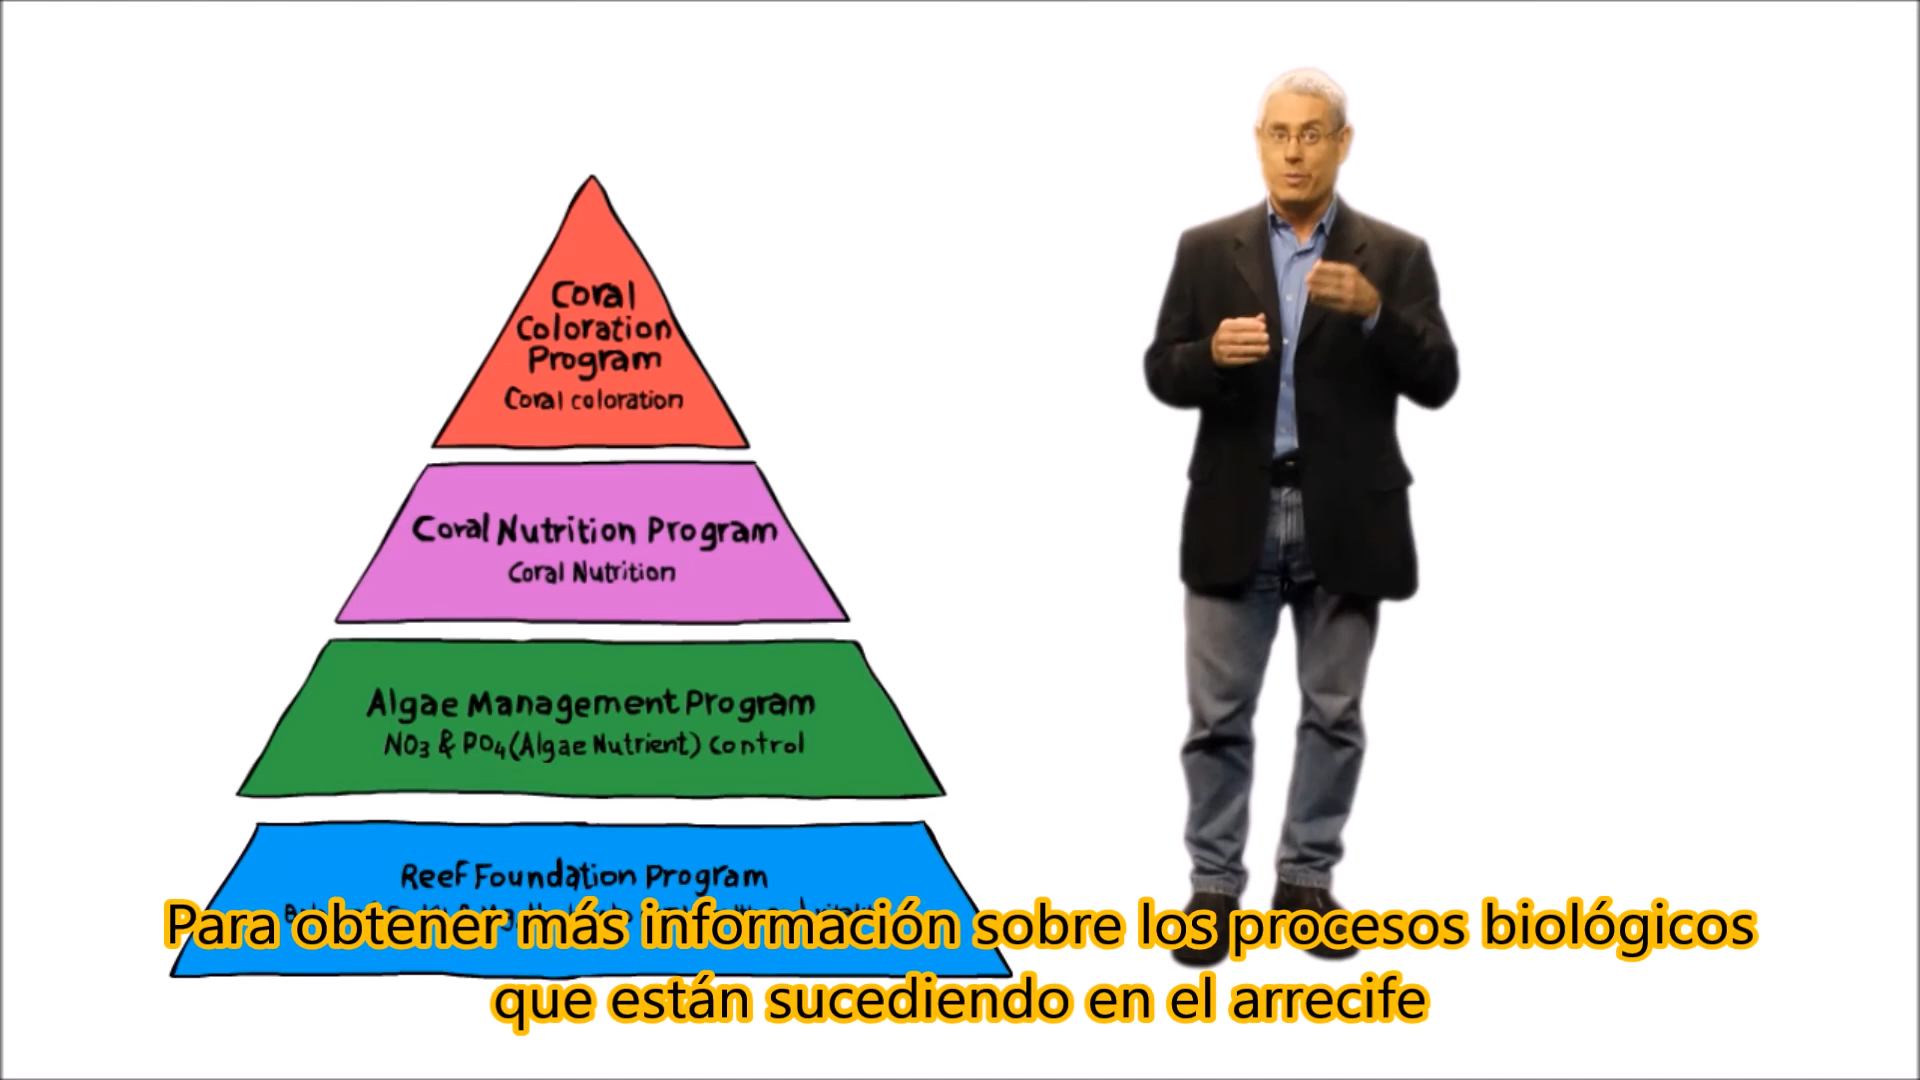 Coral
Coloration
Program
Coral coloration
Coral Nutrition Program
Coral Nutrition
Algae Management Program
NO3 & PO4 (Algae Nutrient) Control
Reef Foundation Program
Para obtener más información sobre los procesos biológicos
que están sucediendo en el arrecife